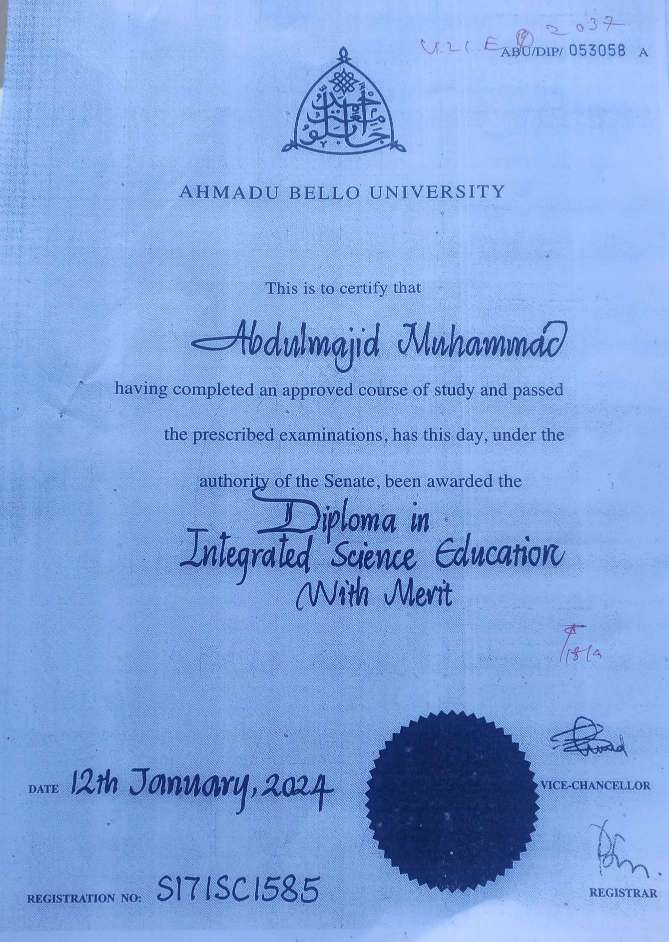 2037
ABU/DIP/ 053058 A
AHMADU BELLO UNIVERSITY
This is to certify that
Abdulmajid Muhammad
having completed an approved course of study and passed
the prescribed examinations, has this day, under the
authority of the Senate, been awarded the
Diploma in
Integrated Science Education
With Merit
DATE 12th January, 2024
VICE-CHANCELLOR
REGISTRATION NO: S17ISC1585
REGISTRAR